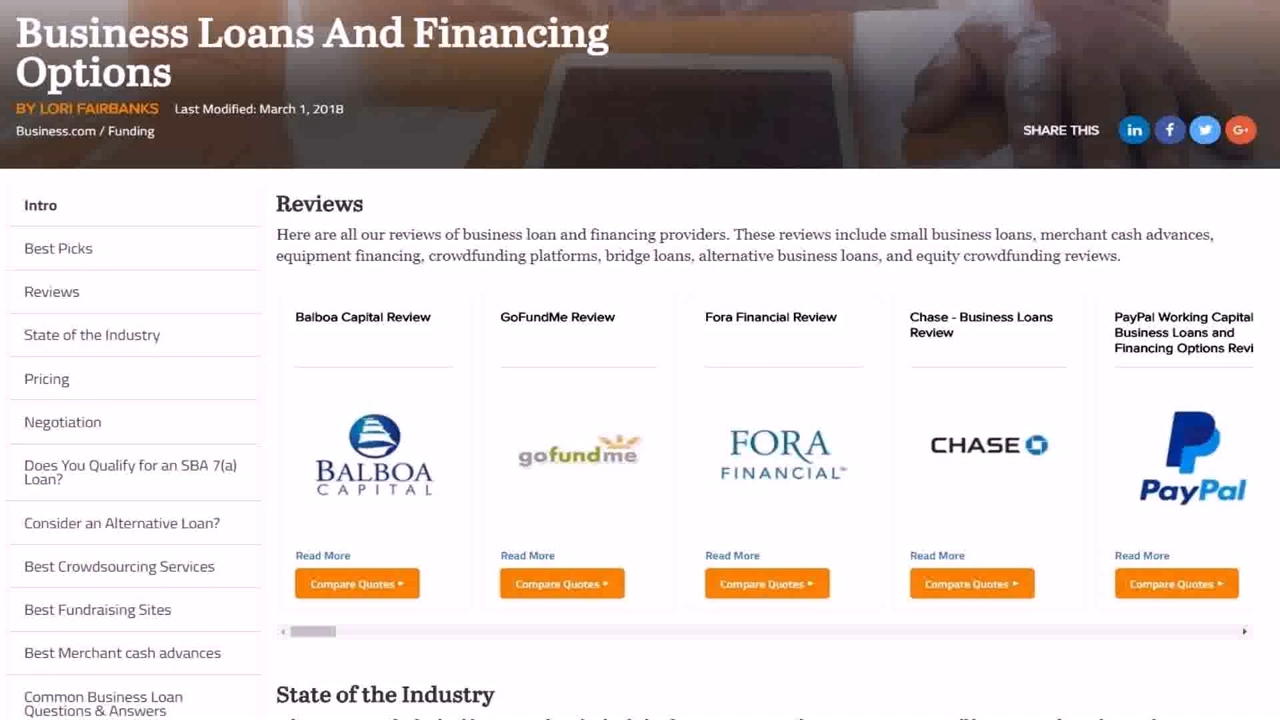 Business Loans And Financing
Options
BY LORI FAIRBANKS Last Modified: March 1, 2018
Business.com / Funding
SHARE THIS
in f G+
Intro
Best Picks
Reviews
State of the Industry
Pricing
Negotiation
Does You Qualify for an SBA 7(a)
Loan?
Consider an Alternative Loan?
Best Crowdsourcing Services
Best Fundraising Sites
Best Merchant cash advances
Common Business Loan
Questions & Answers
Reviews
Here are all our reviews of business loan and financing providers. These reviews include small business loans, merchant cash advances,
equipment financing, crowdfunding platforms, bridge loans, alternative business loans, and equity crowdfunding reviews.
Balboa Capital Review
BALBOA
CAPITAL
Read More
Compare Quotes
GoFundMe Review
gofundme
Read More
Compare Quotes
Fora Financial Review
FORA
FINANCIAL™
Read More
Compare Quotes
Chase - Business Loans
Review
CHASE
Read More
Compare Quotes
PayPal Working Capital
Business Loans and
Financing Options Revi
PayPal
Read More
Compare Quotes
State of the Industry